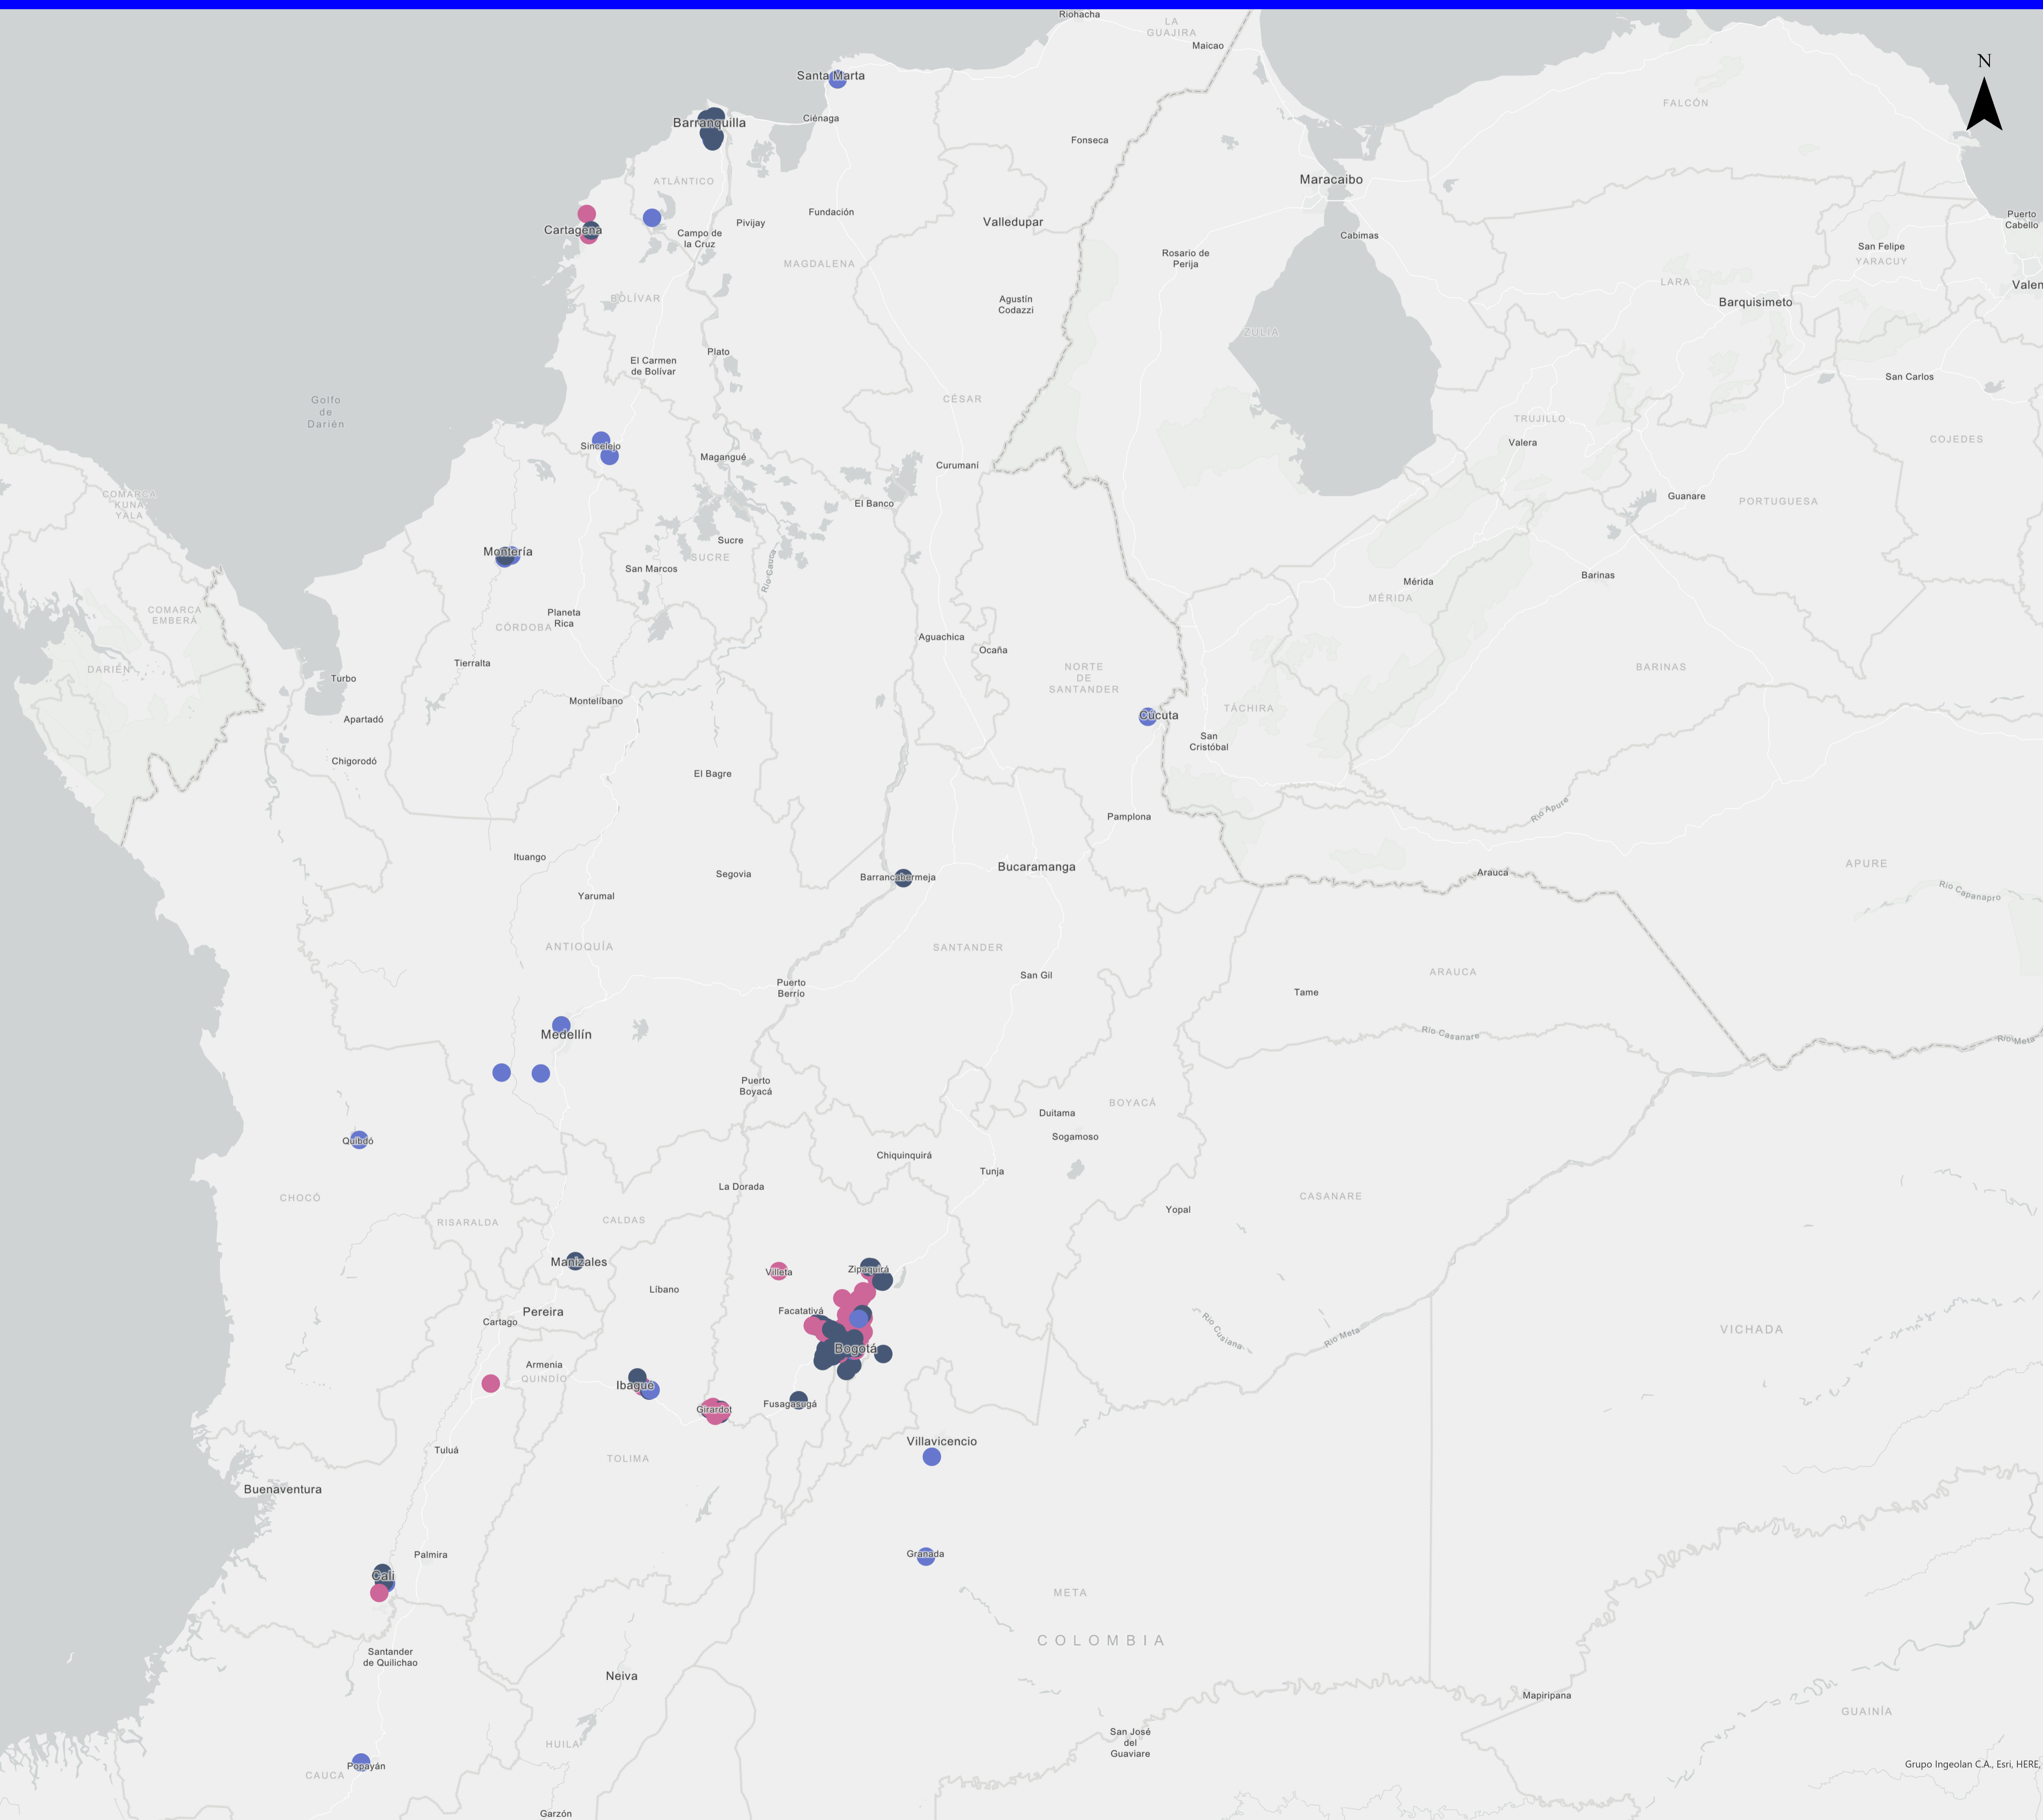 Riohacha
LA
GUAJIRA
Maicao
N
Santa Marta
FALCÓN
Ciénaga
Barranquilla
Fonseca
ATLÁNTICO
Maracaibo
Fundación
Pivijay
Valledupar
Puerto
Cabello
Cartagena
Campo de
la Cruz
Cabimas
San Felipe
YARACUY
Rosario de
Perija
MAGDALENA
LARA
Valen
BOLÍVAR
Agustín
Codazzi
Barquisimeto
ZULIA
Plato
El Carmen
de Bolívar
San Carlos
CÉSAR
Golfo
de
Darién
TRUJILLO
Valera
COJEDES
Sincelejo
Magangué
Curumaní
COMARCA
KUNA
YALA
El Banco
Guanare
PORTUGUESA
Sucre
SUCRE
Montería
San Marcos
Río Cauca
Mérida
MÉRIDA
Barinas
COMARCA
EMBERÁ
Planeta
Rica
CÓRDOBA
Aguachica
Ocaña
Tierralta
DARIÉN
NORTE
DE
SANTANDER
BARINAS
Turbo
Montelíbano
TÁCHIRA
Apartadó
Cúcuta
San
Cristóbal
Chigorodó
El Bagre
Río Apure
Pamplona
Ituango
Bucaramanga
APURE
Segovia
Barrancabermeja
Arauca
Yarumal
Río Capanapro
ANTIOQUÍA
SANTANDER
San Gil
ARAUCA
Puerto
Berrío
Tame
Medellín
Río Casanare
Río Meta
Puerto
Boyacá
BOYACÁ
Duitama
Sogamoso
Quibdó
Chiquinquirá
Tunja
La Dorada
CHOCÓ
CASANARE
Yopal
RISARALDA
CALDAS
Manizales
Villeta
Zipaquirá
Líbano
Pereira
Facatativá
Cartago
Río Cusiana
Río Meta
VICHADA
Bogotá
Armenia
QUINDÍO
Ibagué
Girardot
Fusagasugá
Tuluá
Villavicencio
TOLIMA
Buenaventura
Palmira
Granada
Cali
META
COLOMBIA
Santander
de Quilichao
Neiva
Mapiripana
GUAINÍA
San José
del
Guaviare
HUILA
Popayán
CAUCA
Grupo Ingeolan C.A., Esri, HERE,
Garzón